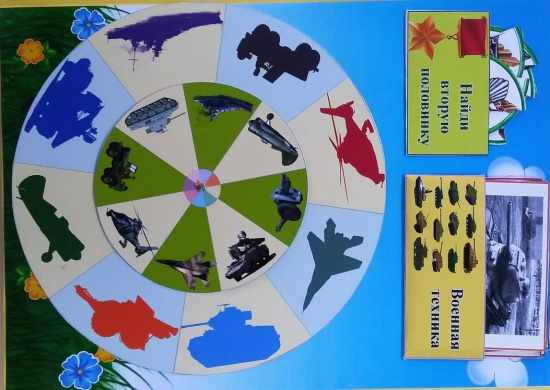 Найди
вторую
половинку
Военная
техника